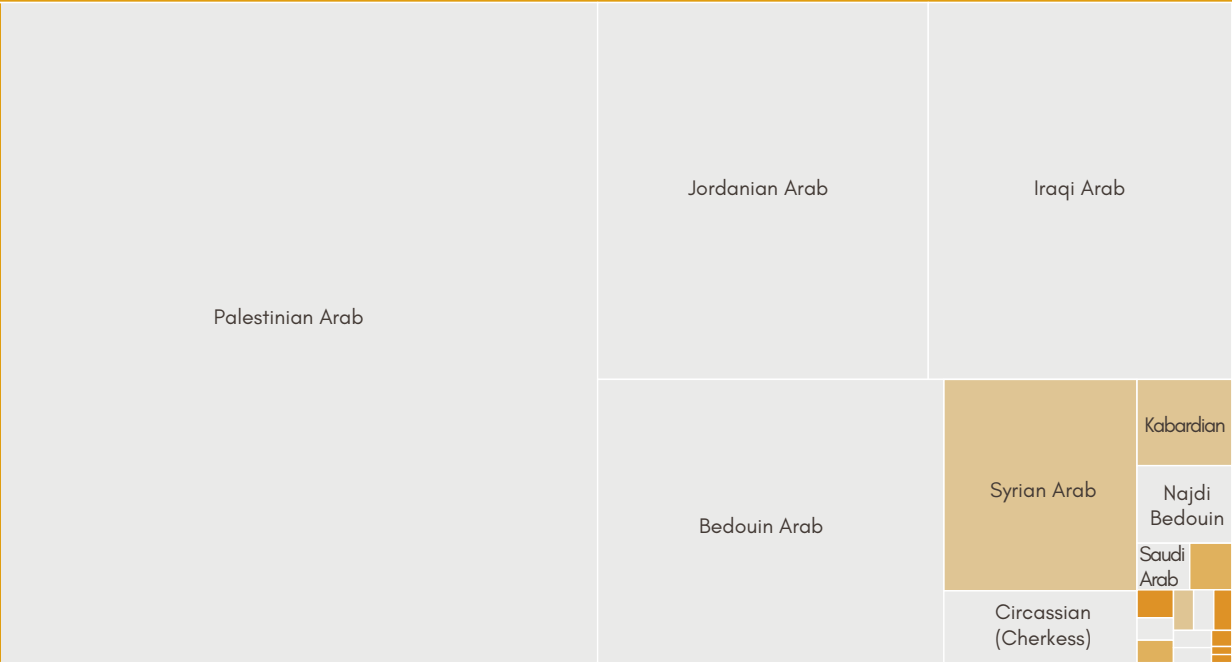 Palestinian Arab
Jordanian Arab
Iraqi Arab
Bedouin Arab
Syrian Arab
Kabardian
Najdi
Bedouin
Saudi
Arab
Circassian
(Cherkess)